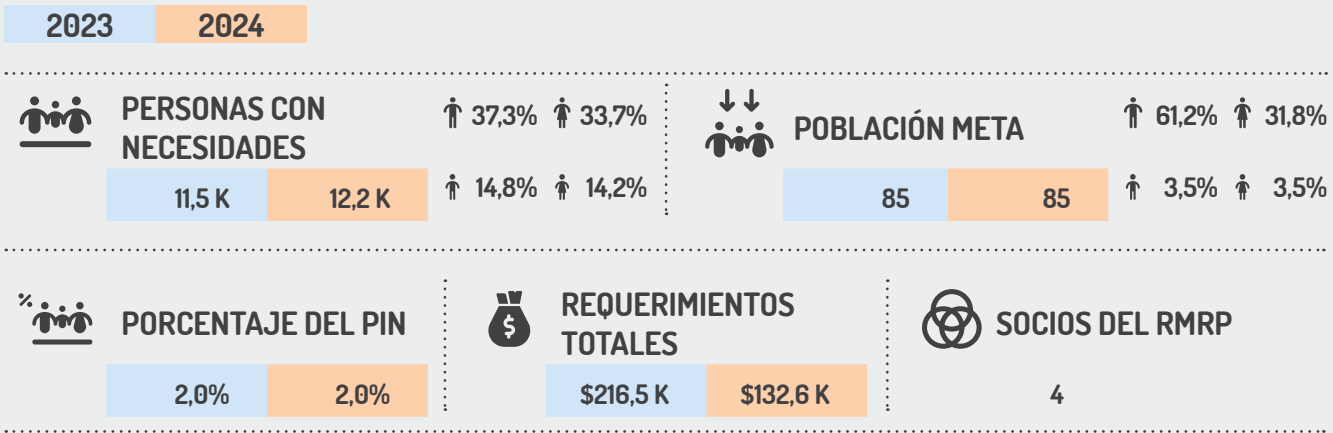 2023 2024
PERSONAS CON
NECESIDADES
37,3% 33,7%
11,5 K 12,2 K
14,8% 14,2%
POBLACIÓN META
61,2% 31,8%
85 85
3,5% 3,5%
%
PORCENTAJE DEL PIN
2,0% 2,0%
$
REQUERIMIENTOS
TOTALES
$216,5 K $132,6 K
SOCIOS DEL RMRP
4